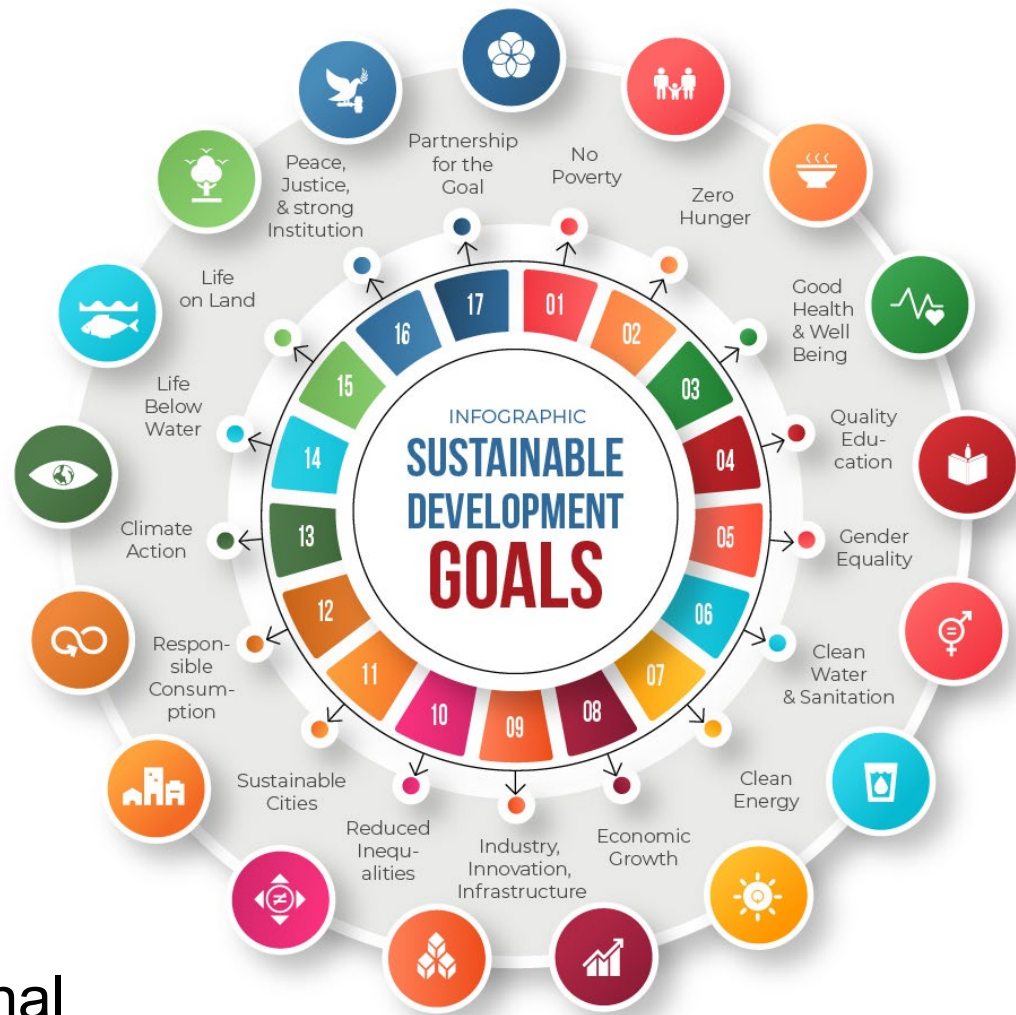 INFOGRAPHIC
SUSTAINABLE
DEVELOPMENT
GOALS
01
No
Poverty
02
Zero
Hunger
03
Good
Health
& Well
Being
04
Quality
Edu-
cation
05
Gender
Equality
06
Clean
Water
& Sanitation
07
Clean
Energy
08
Economic
Growth
09
Industry,
Innovation,
Infrastructure
10
Reduced
Inequ-
alities
11
Sustainable
Cities
12
Respon-
sible
Consum-
ption
13
Climate
Action
14
Life
Below
Water
15
Life
on Land
16
Peace,
Justice,
& strong
Institution
17
Partnership
for the
Goal